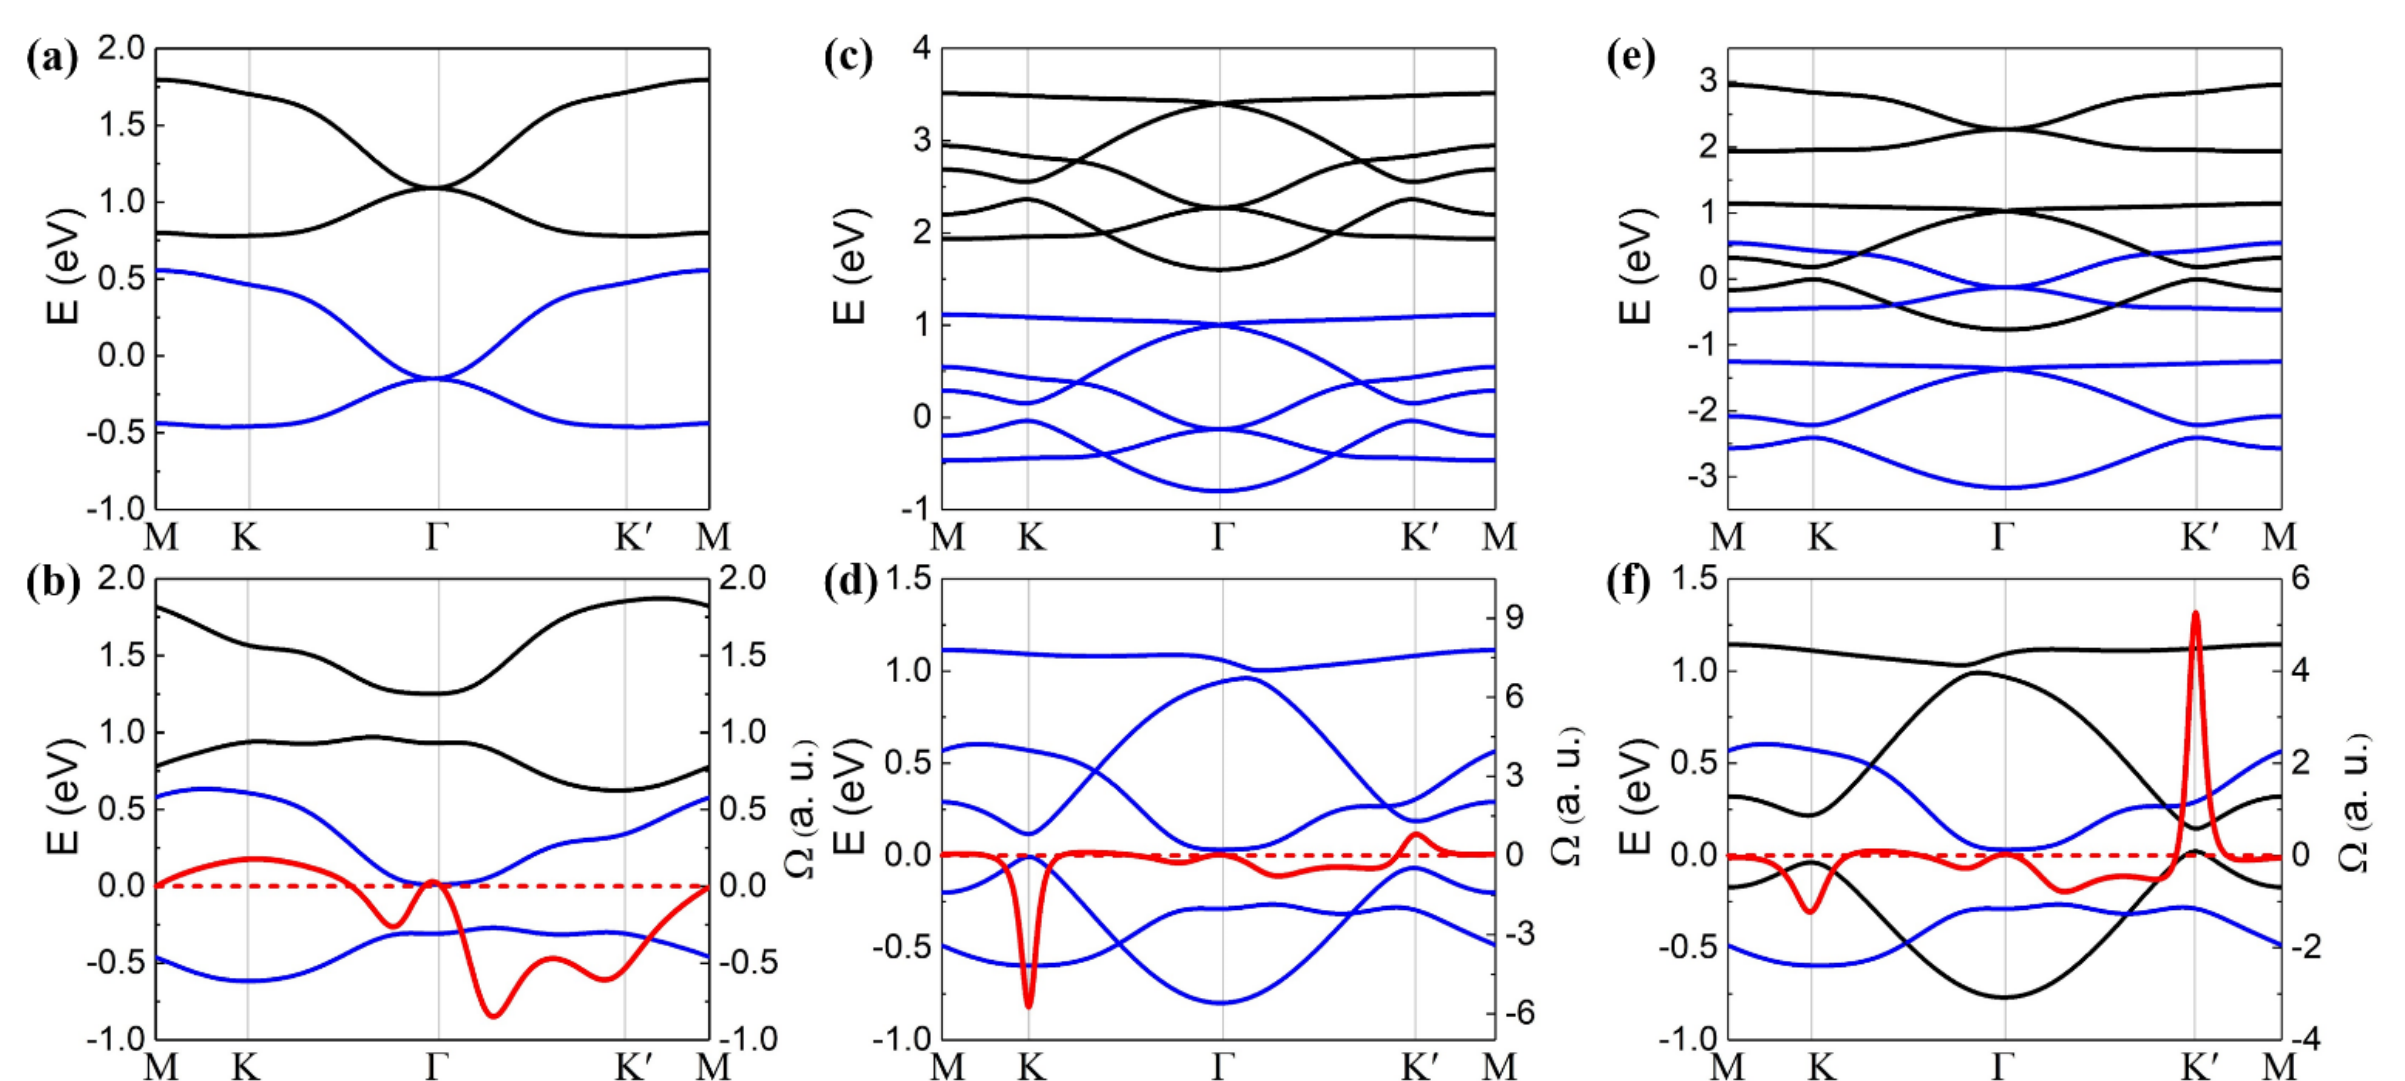 (a)
2.0
1.5
1.0
0.5
0.0
-0.5
-1.0
E (eV)
M K Γ K′ M
(c)
4
3
2
1
0
-1
E (eV)
M K Γ K′ M
(e)
3
2
1
0
-1
-2
-3
E (eV)
M K Γ K′ M
(b)
2.0
1.5
1.0
0.5
0.0
-0.5
-1.0
E (eV)
2.0
1.5
1.0
0.5
0.0
-0.5
-1.0
Ω (a. u.)
M K Γ K′ M
(d)
1.5
1.0
0.5
0.0
-0.5
-1.0
E (eV)
9
6
3
0
-3
-6
Ω (a. u.)
M K Γ K′ M
(f)
1.5
1.0
0.5
0.0
-0.5
-1.0
E (eV)
6
4
2
0
-2
-4
Ω (a. u.)
M K Γ K′ M